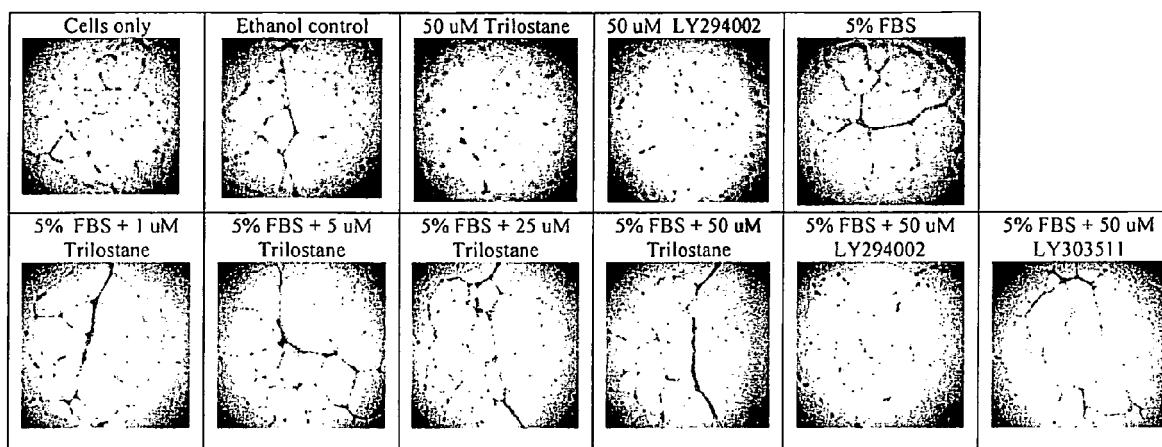 Cells only
Ethanol control
50 uM Trilostane
50 uM LY294002
5% FBS
5% FBS + 1 uM
Trilostane
5% FBS + 5 uM
Trilostane
5% FBS + 25 uM
Trilostane
5% FBS + 50 uM
Trilostane
5% FBS + 50 uM
LY294002
5% FBS + 50 uM
LY303511